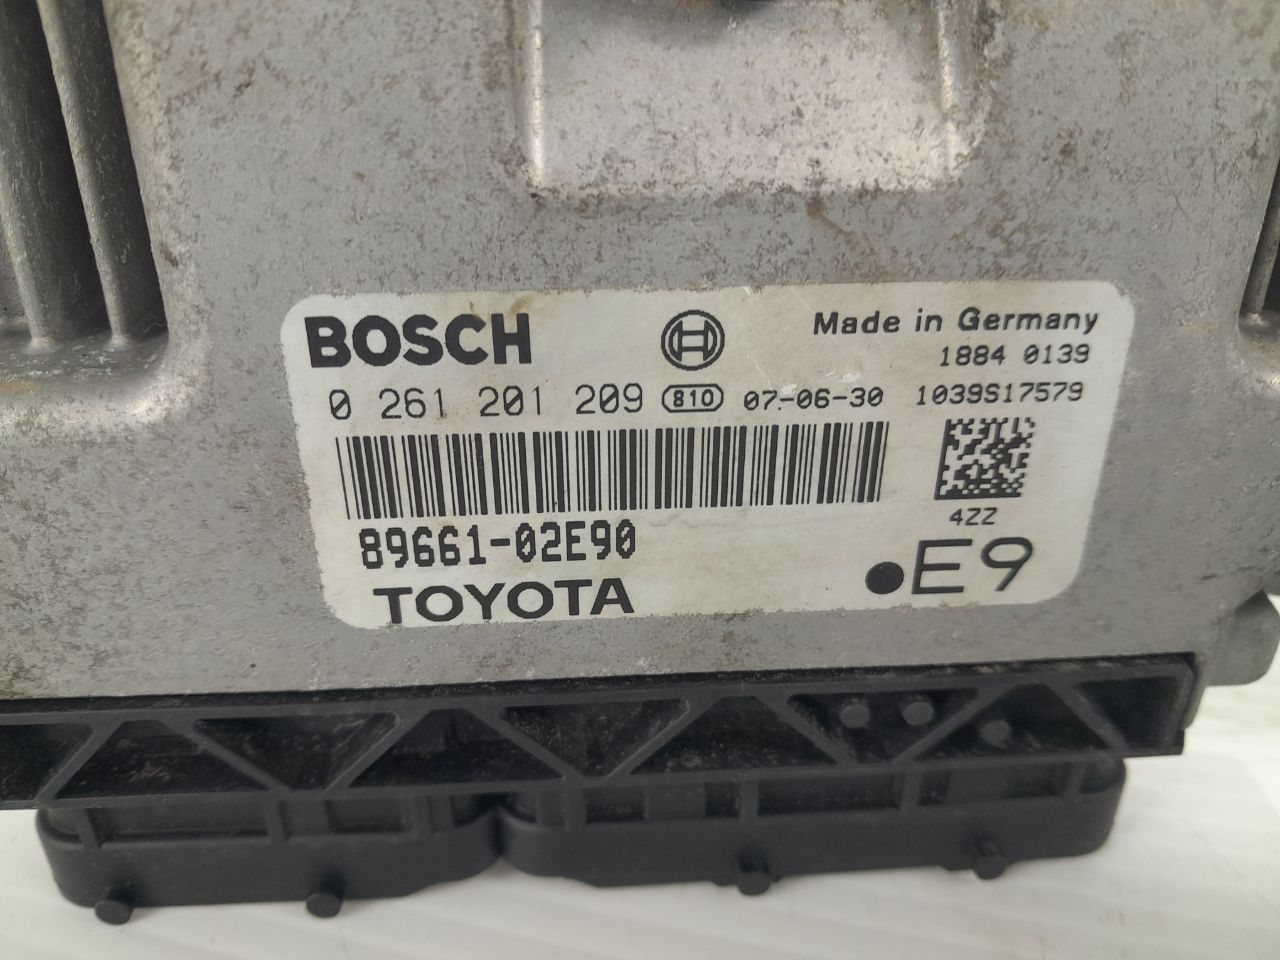 BOSCH
Made in Germany
1884 0139
0 261 201 209 810 07-06-30 1039S17579
4ZZ
89661-02E90
●E9
TOYOTA